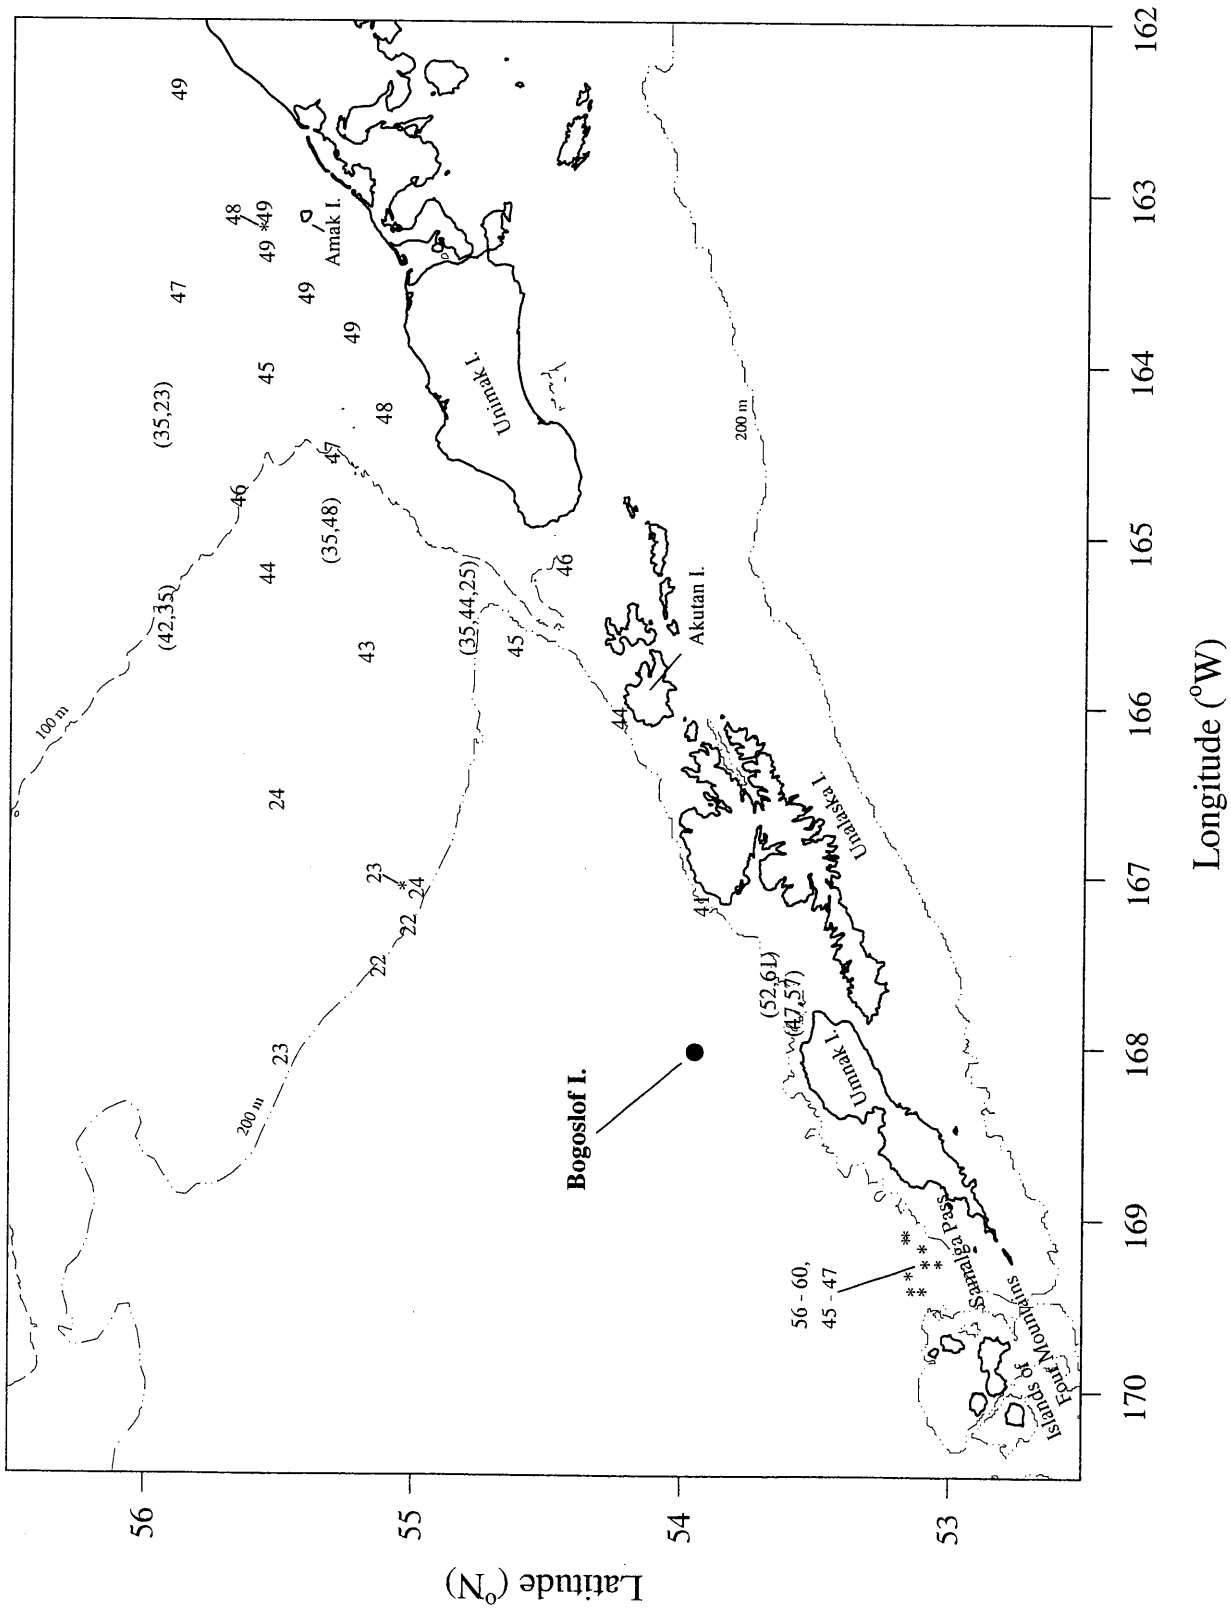 Latitude (°N)
56
55
54
53
100 m
(42,35)
(35,23)
47
49
46
48
49 *49
200 m
24
44
45
23
49
Amak I.
(35,48)
47
49
43
22
23
*
48
22
24
(35,44,25)
45
Unimak I.
Bogoslof I.
46
44
Akutan I.
41
200 m
(52,61)
(47,57)
56 - 60,
45 - 47
Umnak I.
Unalaska I.
* * * * * * * *
Samalga Pass
Islands of
Four Mountains
170
169
168
167
166
165
164
163
162
Longitude (°W)